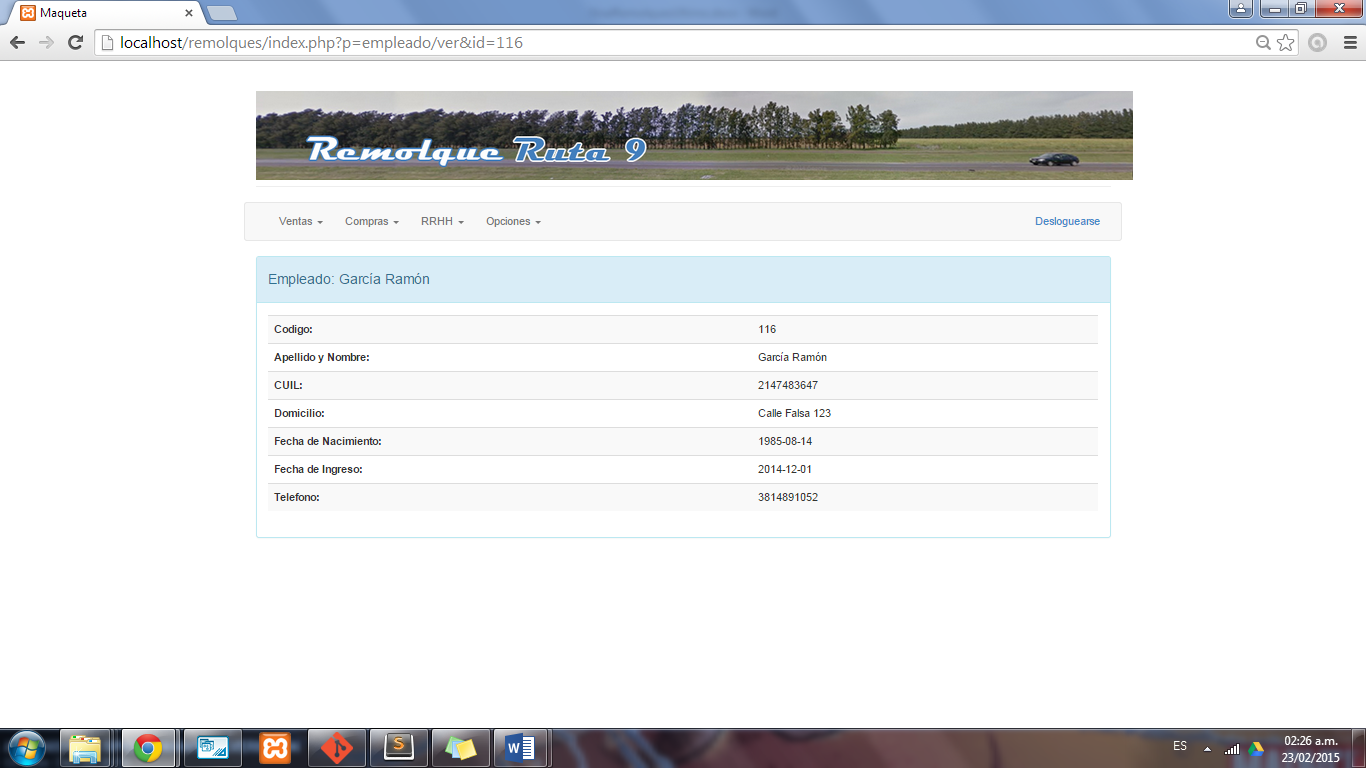 Maqueta
localhost/remolques/index.php?p=empleado/ver&id=116
Remolque Ruta 9
Ventas Compras RRHH Opciones Desloguearse
Empleado: García Ramón
Codigo: 116
Apellido y Nombre: García Ramón
CUIL: 2147483647
Domicilio: Calle Falsa 123
Fecha de Nacimiento: 1985-08-14
Fecha de Ingreso: 2014-12-01
Telefono: 3814891052
ES 02:26 a.m.
23/02/2015